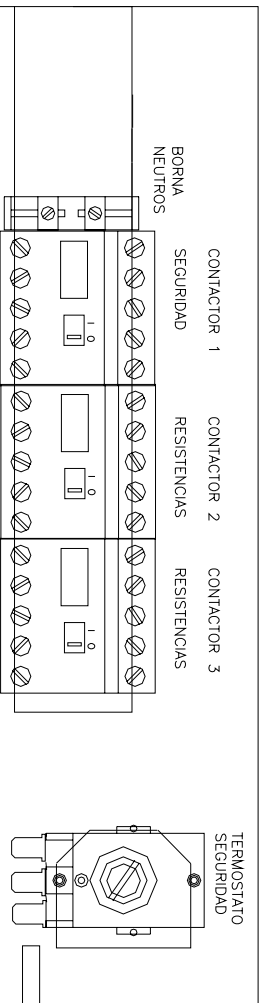 BORNA
NEUTROS
CONTACTOR 1
SEGURIDAD
CONTACTOR 2
RESISTENCIAS
CONTACTOR 3
RESISTENCIAS
TERMOSTATO
SEGURIDAD
I O
I O
I O